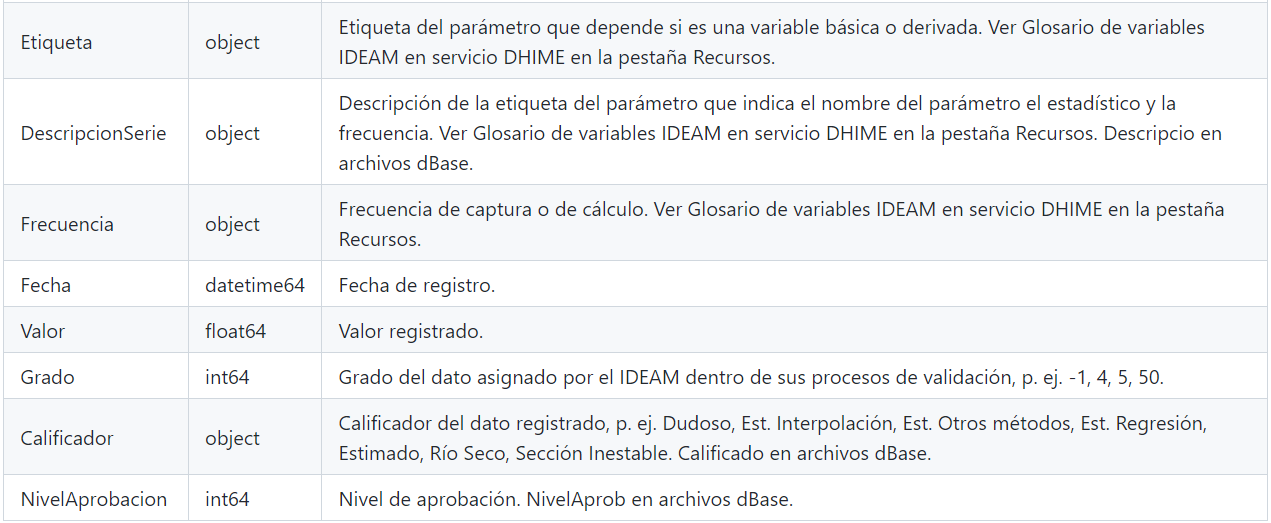 Etiqueta object Etiqueta del parámetro que depende si es una variable básica o derivada. Ver Glosario de variables
IDEAM en servicio DHIME en la pestaña Recursos.
DescripcionSerie object Descripción de la etiqueta del parámetro que indica el nombre del parámetro el estadístico y la
frecuencia. Ver Glosario de variables IDEAM en servicio DHIME en la pestaña Recursos. Descripcio en
archivos dBase.
Frecuencia object Frecuencia de captura o de cálculo. Ver Glosario de variables IDEAM en servicio DHIME en la pestaña
Recursos.
Fecha datetime64 Fecha de registro.
Valor float64 Valor registrado.
Grado int64 Grado del dato asignado por el IDEAM dentro de sus procesos de validación, p. ej. -1, 4, 5, 50.
Calificador object Calificador del dato registrado, p. ej. Dudoso, Est. Interpolación, Est. Otros métodos, Est. Regresión,
Estimado, Río Seco, Sección Inestable. Calificado en archivos dBase.
NivelAprobacion int64 Nivel de aprobación. NivelAprob en archivos dBase.